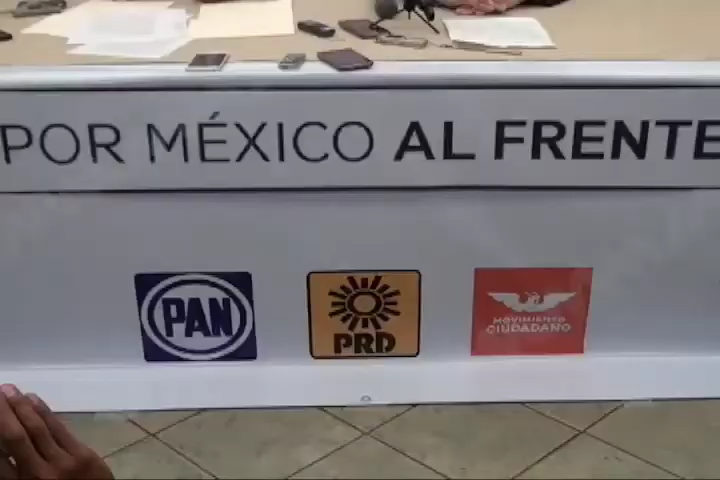 POR MÉXICO AL FRENTE
PAN
PRD
MOVIMIENTO
CIUDADANO